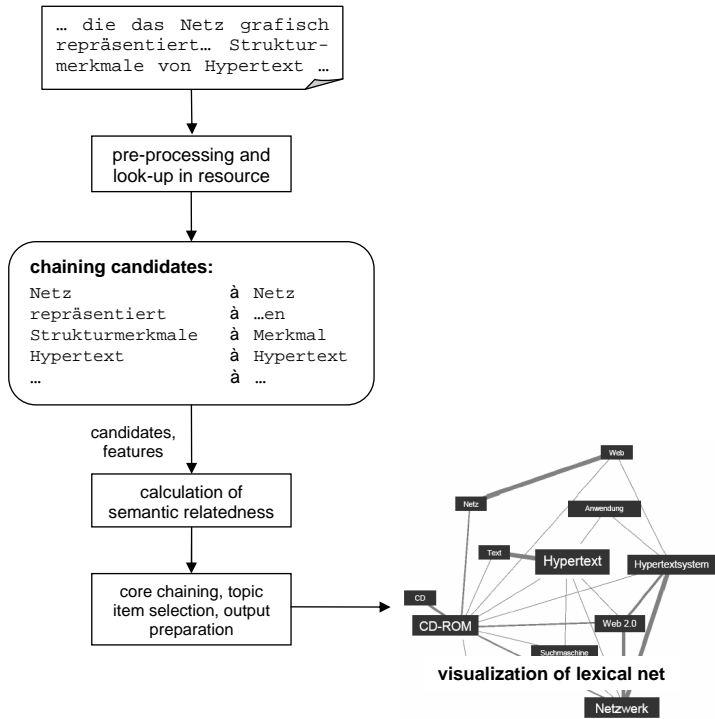 … die das Netz grafisch
repräsentiert… Struktur-
merkmale von Hypertext …
pre-processing and
look-up in resource
chaining candidates:
Netz à Netz
repräsentiert à …en
Strukturmerkmale à Merkmal
Hypertext à Hypertext
… à …
candidates,
features
calculation of
semantic relatedness
core chaining, topic
item selection, output
preparation
Web
Netz
Anwendung
Text
Hypertext
Hypertextsystem
CD
CD-ROM
Web 2.0
Suchmaschine
visualization of lexical net
Netzwerk